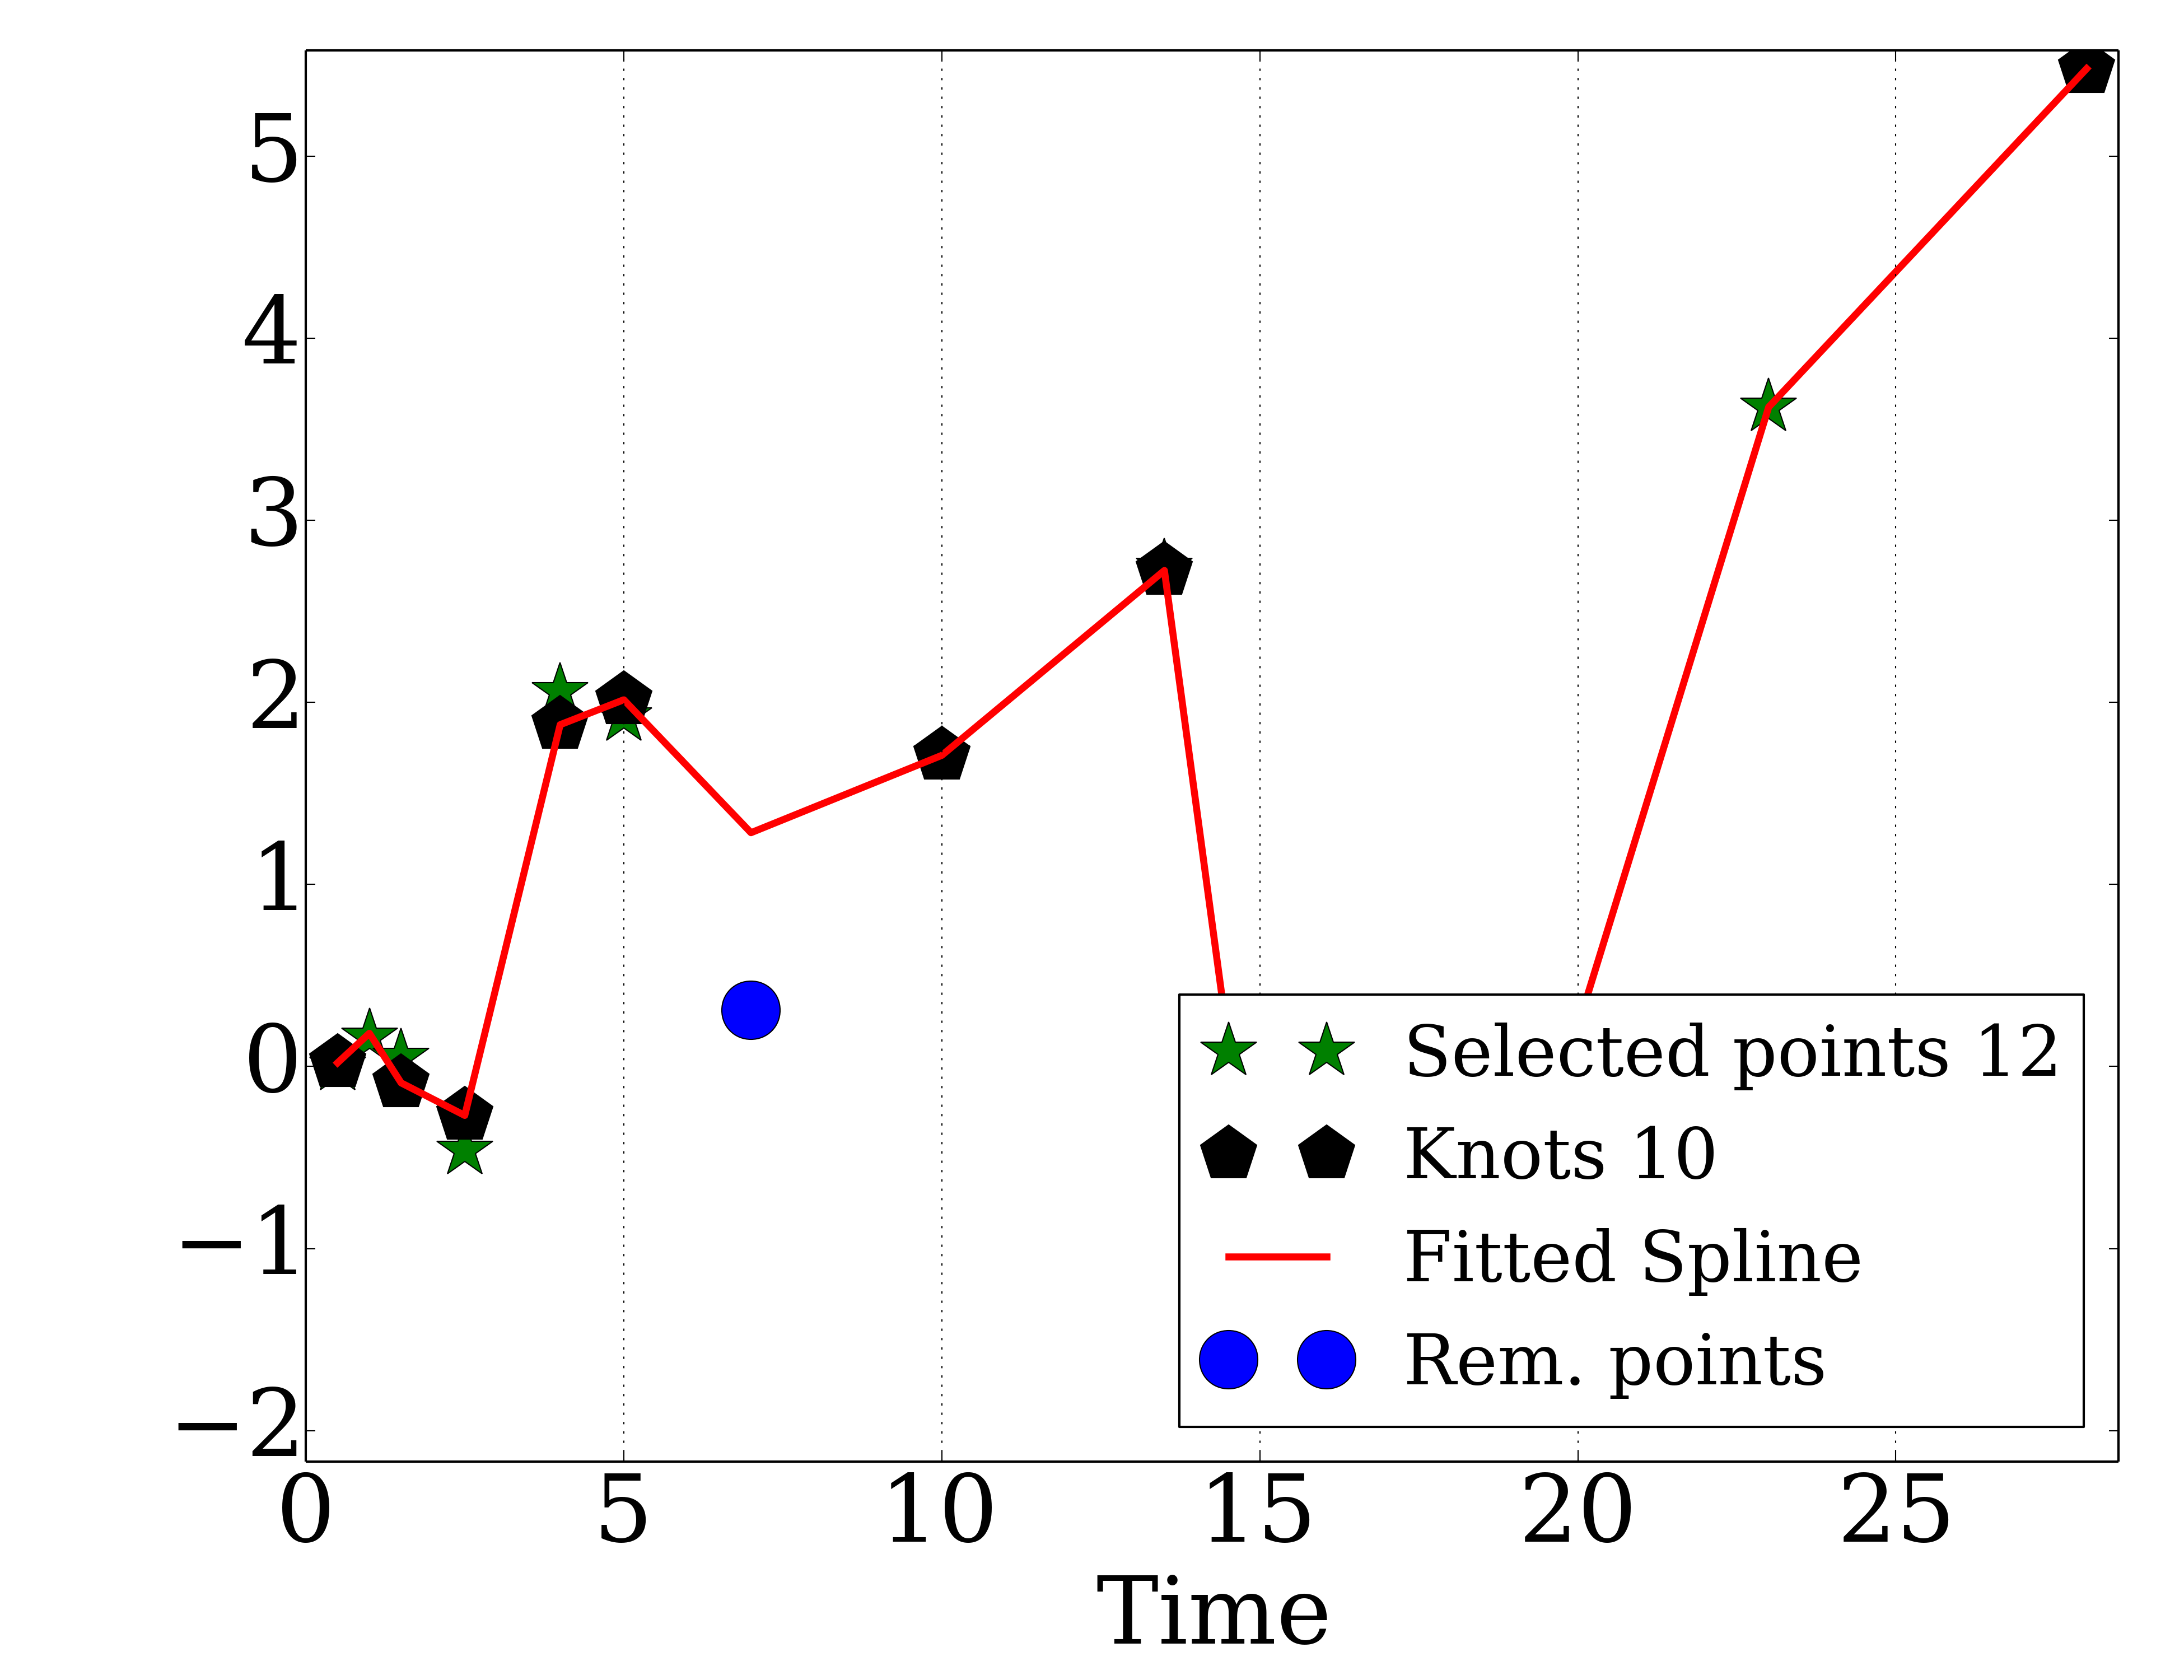 5
4
3
2
1
0
−1
−2
0 5 10 15 20 25
Time
Selected points 12
Knots 10
Fitted Spline
Rem. points